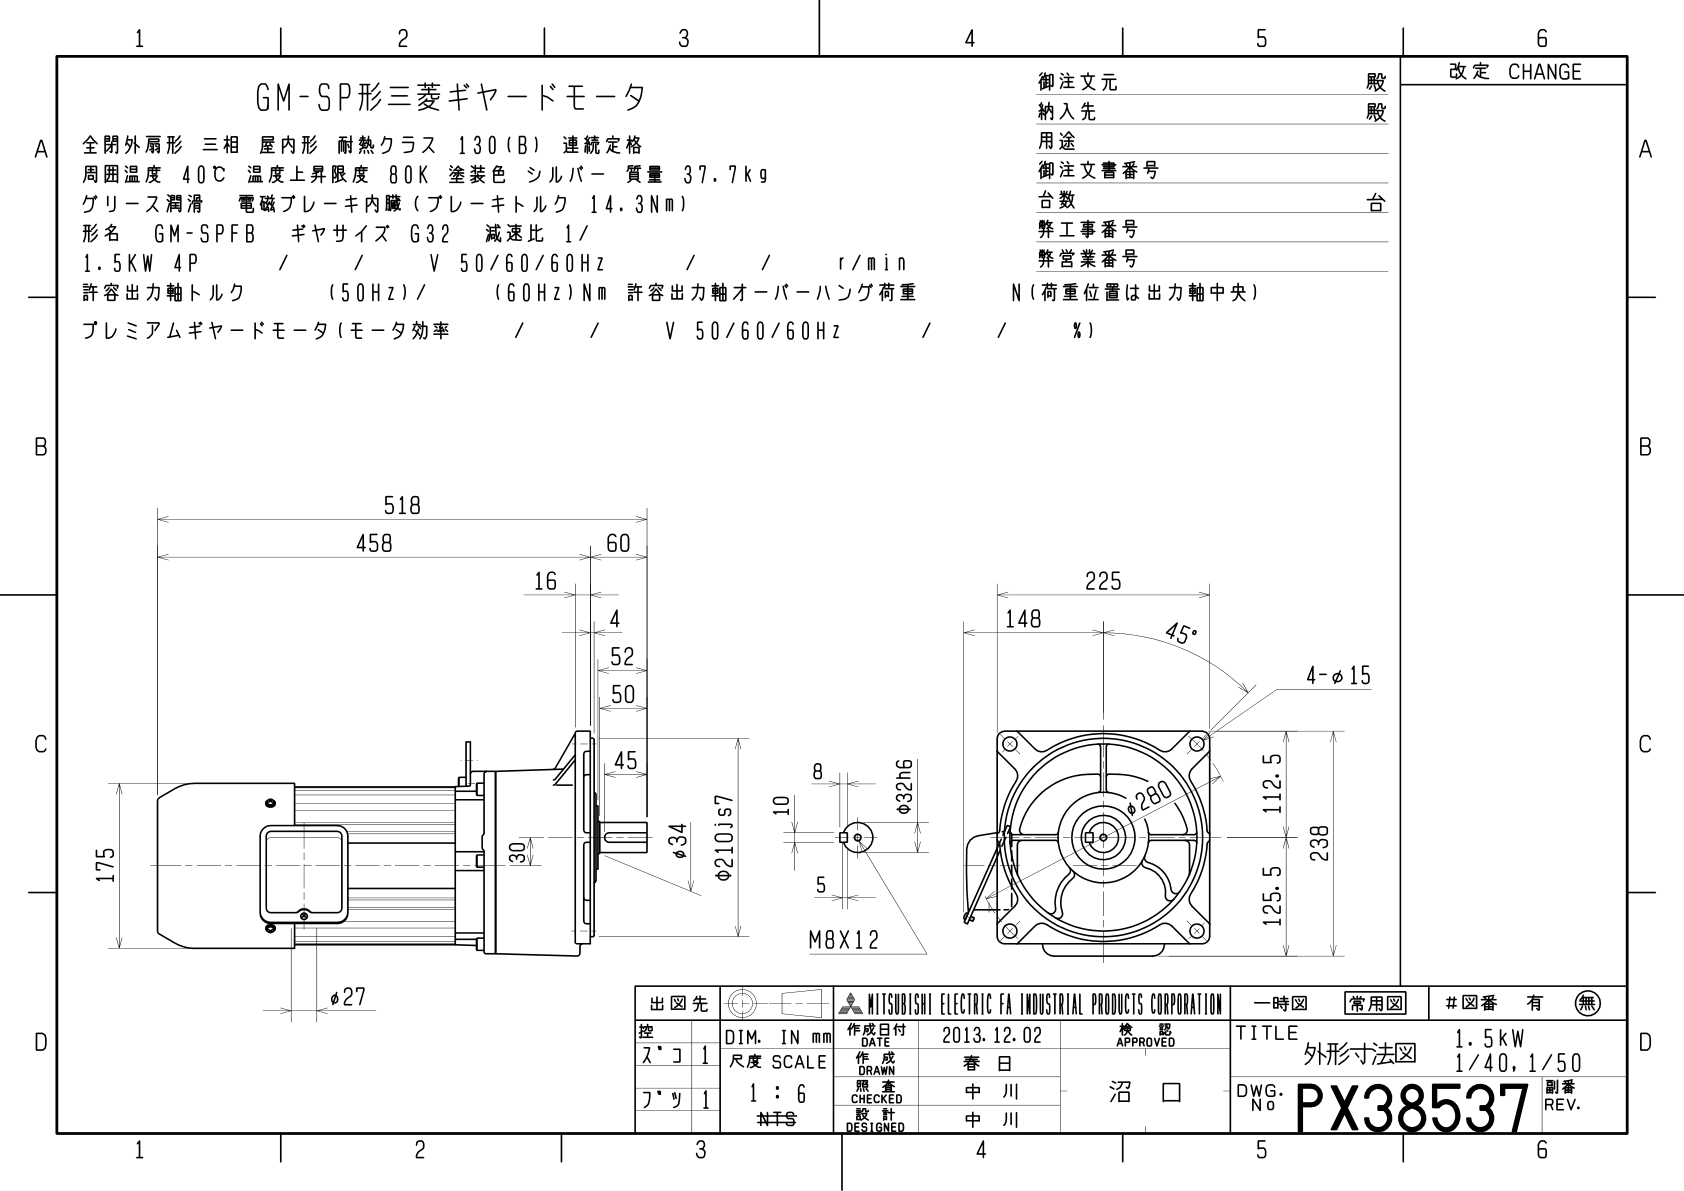 1 2 3 4 5 6
改定 CHANGE
GM-SP形三菱ギヤードモータ
全閉外扇形 三相 屋内形 耐熱クラス 130(B) 連続定格
周囲温度 40℃ 温度上昇限度 80K 塗装色 シルバー 質量 37.7kg
グリース潤滑 電磁ブレーキ内臓(ブレーキトルク 14.3Nm)
形名 GM-SPFB ギヤサイズ G32 減速比 1/
1.5KW 4P / / V 50/60/60Hz / / r/min
許容出力軸トルク (50Hz)/ (60Hz)Nm 許容出力軸オーバーハング荷重 N(荷重位置は出力軸中央)
プレミアムギヤードモータ(モータ効率 / / V 50/60/60Hz / / %)
御注文元 殿
納入先 殿
用途
御注文書番号
台数 台
弊工事番号
弊営業番号
A A
B B
C C
D D
518
458 60
16
4
52
50
45
175
30
φ34
φ210js7
φ27
8
10
5
φ32h6
M8X12
225
148
45°
4-φ15
φ280
112.5
125.5
238
出図先
控
ズコ 1
ブツ 1
DIM. IN mm
尺度 SCALE
1 : 6
NTS
MITSUBISHI ELECTRIC FA INDUSTRIAL PRODUCTS CORPORATION
作成日付 DATE 2013.12.02
作成 DRAWN 春日
照査 CHECKED 中川
設計 DESIGNED 中川
検認 APPROVED
沼口
一時図 常用図 #図番 有 無
TITLE 外形寸法図
1.5kW
1/40,1/50
DWG. No PX38537
副番 REV.
1 2 3 4 5 6